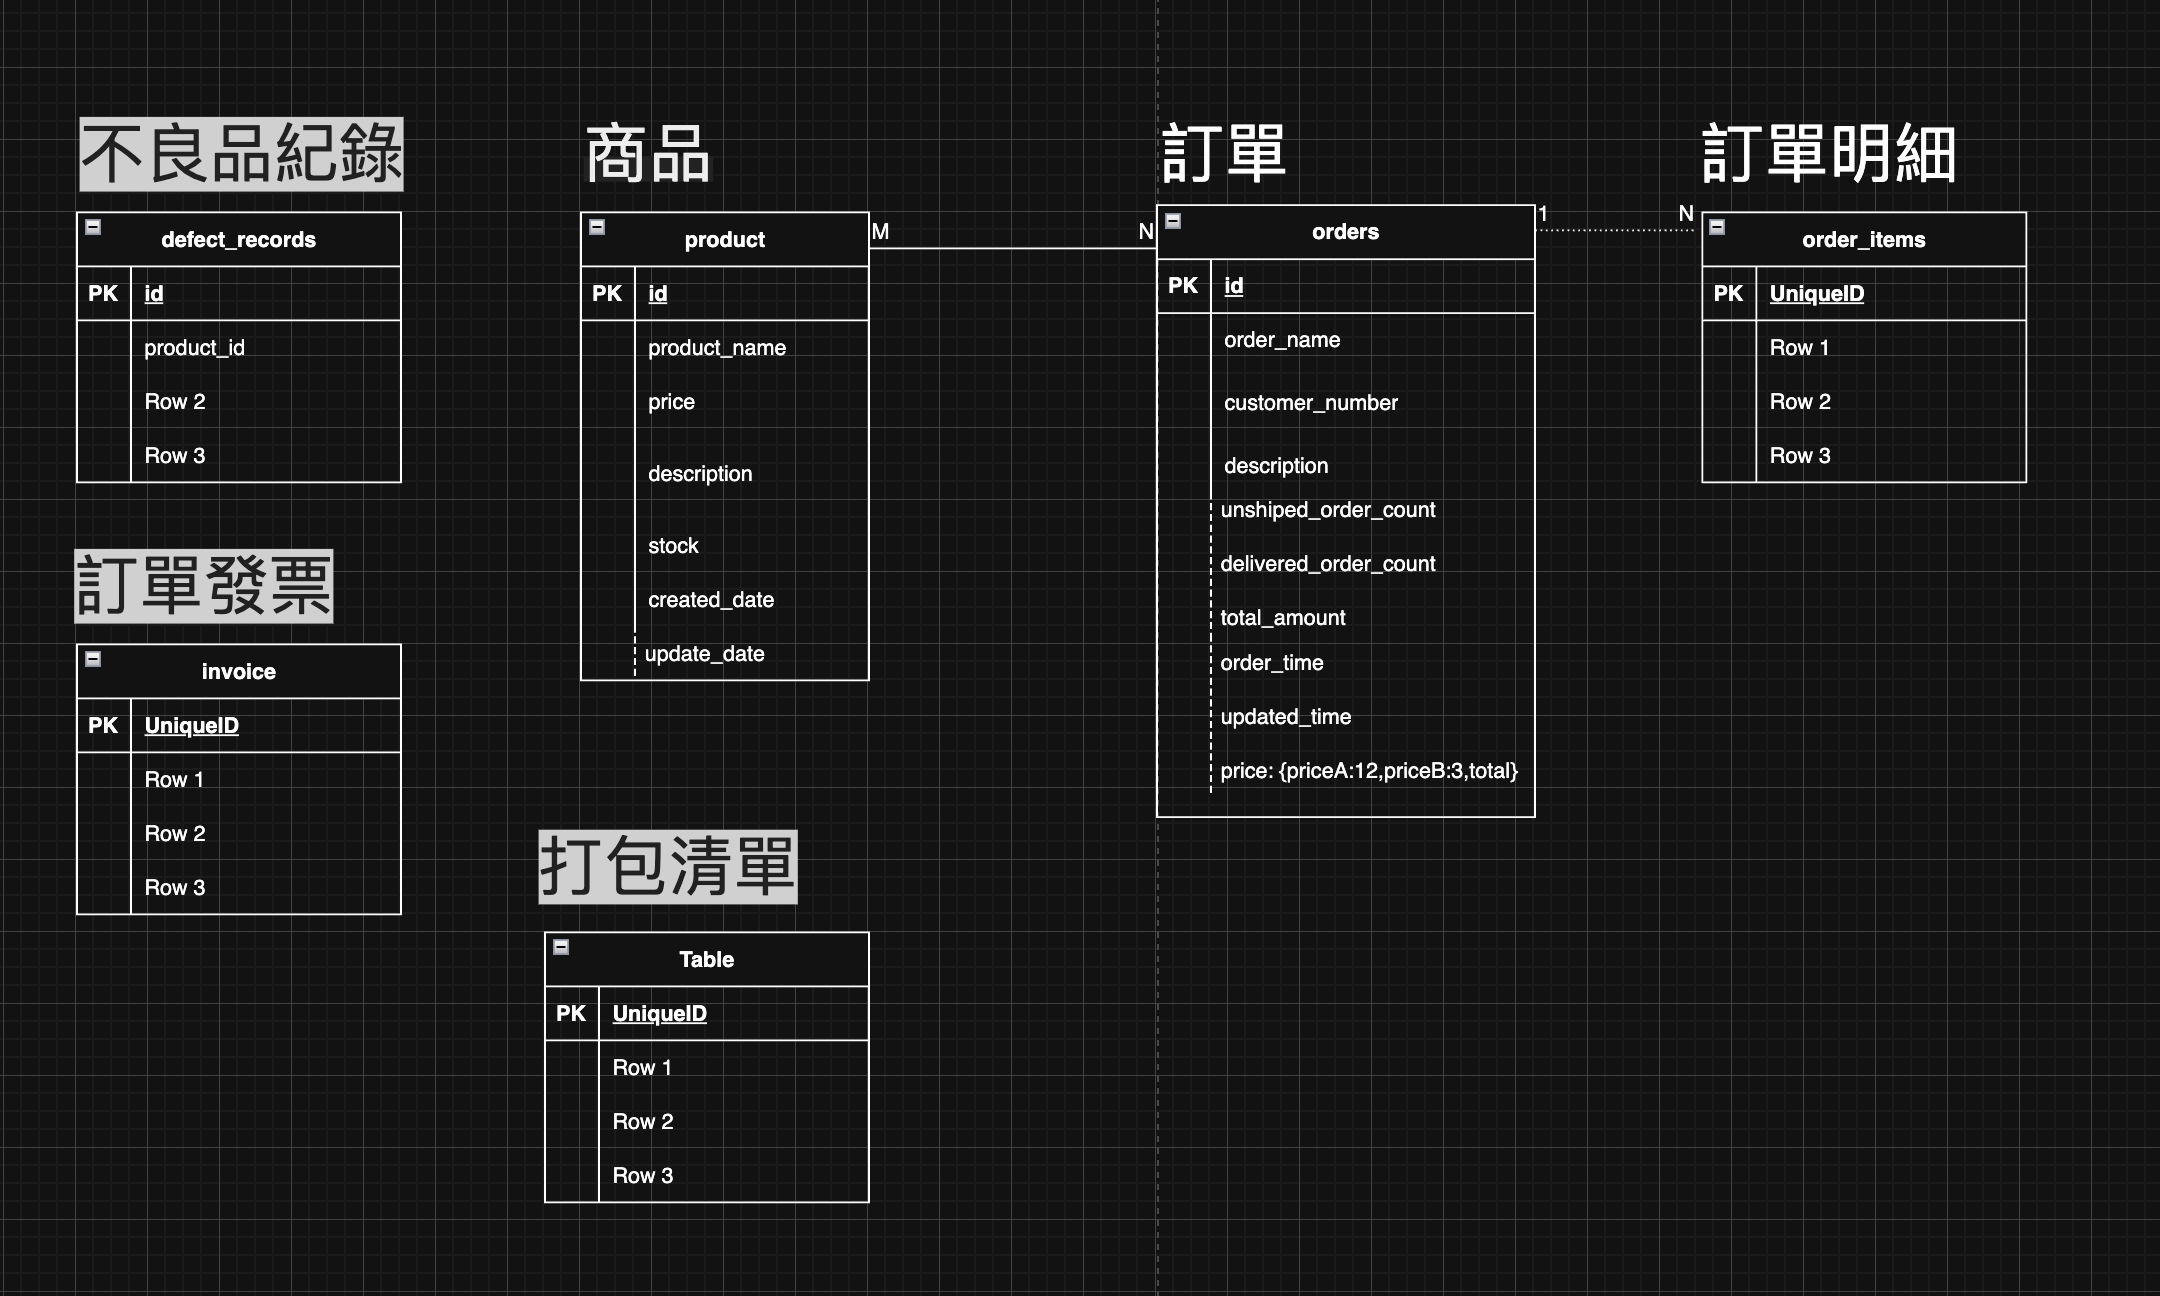 不良品紀錄
defect_records
PK id
product_id
Row 2
Row 3
訂單發票
invoice
PK UniqueID
Row 1
Row 2
Row 3
商品
product
PK id
product_name
price
description
stock
created_date
update_date
M
N
打包清單
Table
PK UniqueID
Row 1
Row 2
Row 3
訂單
orders
PK id
order_name
customer_number
description
unshiped_order_count
delivered_order_count
total_amount
order_time
updated_time
price: {priceA:12,priceB:3,total}
1
N
訂單明細
order_items
PK UniqueID
Row 1
Row 2
Row 3